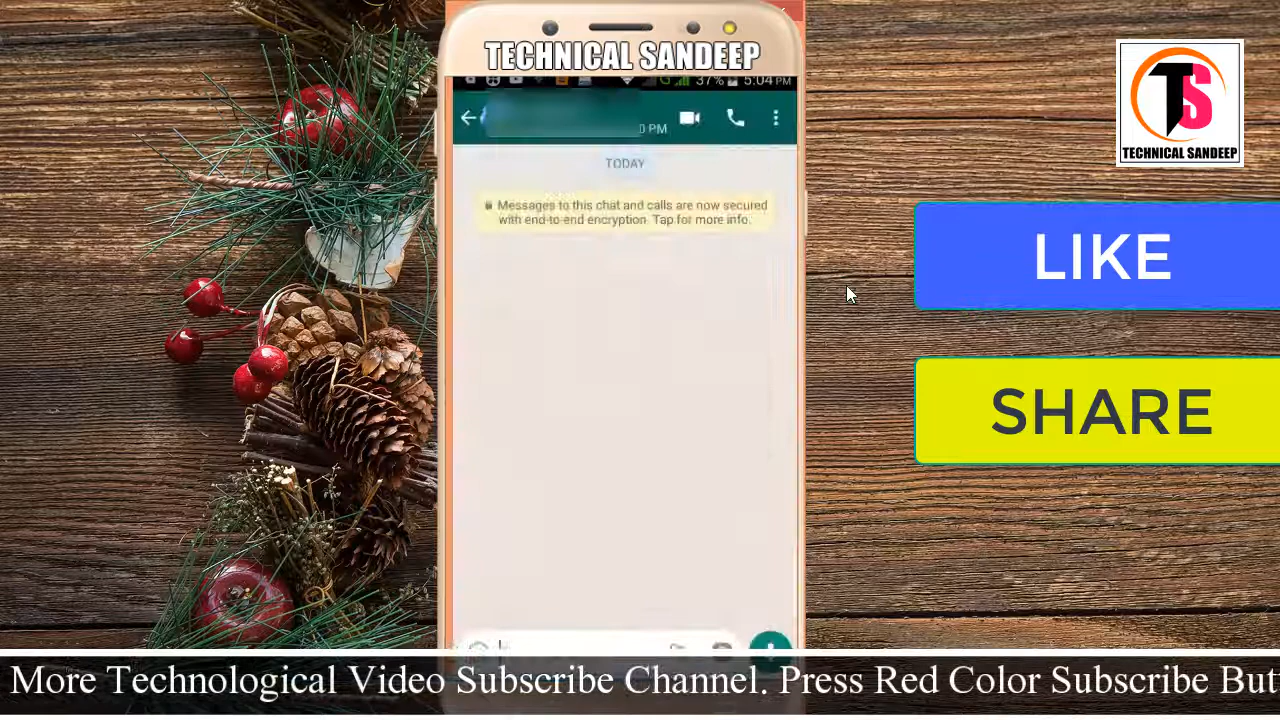 TECHNICAL SANDEEP
37% 5:04 PM
0 PM
TODAY
Messages to this chat and calls are now secured
with end-to-end encryption. Tap for more info.
TS
TECHNICAL SANDEEP
LIKE
SHARE
More Technological Video Subscribe Channel. Press Red Color Subscribe But